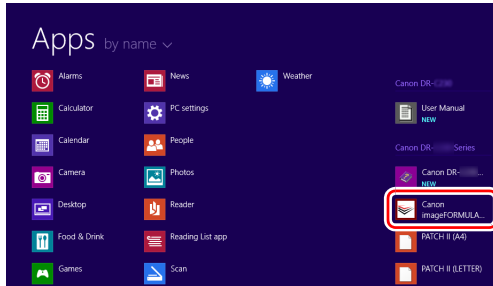 Apps by name
Alarms
Calculator
Calendar
Camera
Desktop
Food & Drink
Games
News
PC settings
People
Photos
Reader
Reading List app
Scan
Weather
Canon DR-
User Manual
NEW
Canon DR- Series
Canon DR- ...
NEW
Canon
imageFORMULA...
PATCH II (A4)
PATCH II (LETTER)